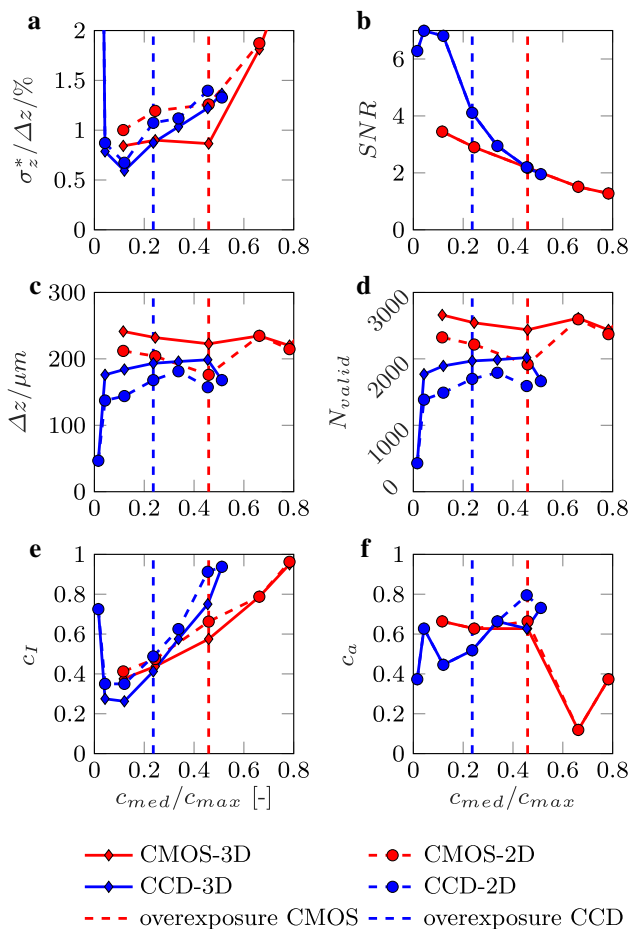 a
b
2
1.5
1
0.5
0
σ*z/Δz/%
0 0.2 0.4 0.6 0.8
6
4
2
0
SNR
0 0.2 0.4 0.6 0.8
c
d
300
200
100
0
Δz/μm
0 0.2 0.4 0.6 0.8
3000
2000
1000
0
Nvalid
0 0.2 0.4 0.6 0.8
e
f
1
0.8
0.6
0.4
0.2
0
cI
0 0.2 0.4 0.6 0.8
cmed/cmax [-]
1
0.8
0.6
0.4
0.2
0
ca
0 0.2 0.4 0.6 0.8
cmed/cmax
CMOS-3D
CMOS-2D
CCD-3D
CCD-2D
overexposure CMOS
overexposure CCD